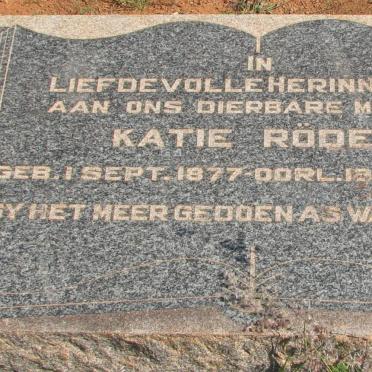 IN
LIEFDEVOLLE HERINN
AAN ONS DIERBARE M
KATIE RÖDE
GEB. 1 SEPT. 1877-OORL. 1
SY HET MEER GEDOEN AS WA